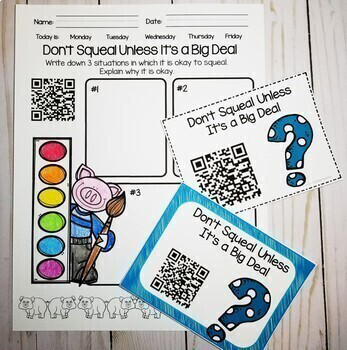 Name: Date:
Today is: Monday Tuesday Wednesday Thursday Friday
Don't Squeal Unless It's a Big Deal
Write down 3 situations in which it is okay to squeal.
Explain why it is okay.
#1
#2
#3
Don't Squeal Unless
It's a Big Deal
Don't Squeal Unless
It's a Big Deal